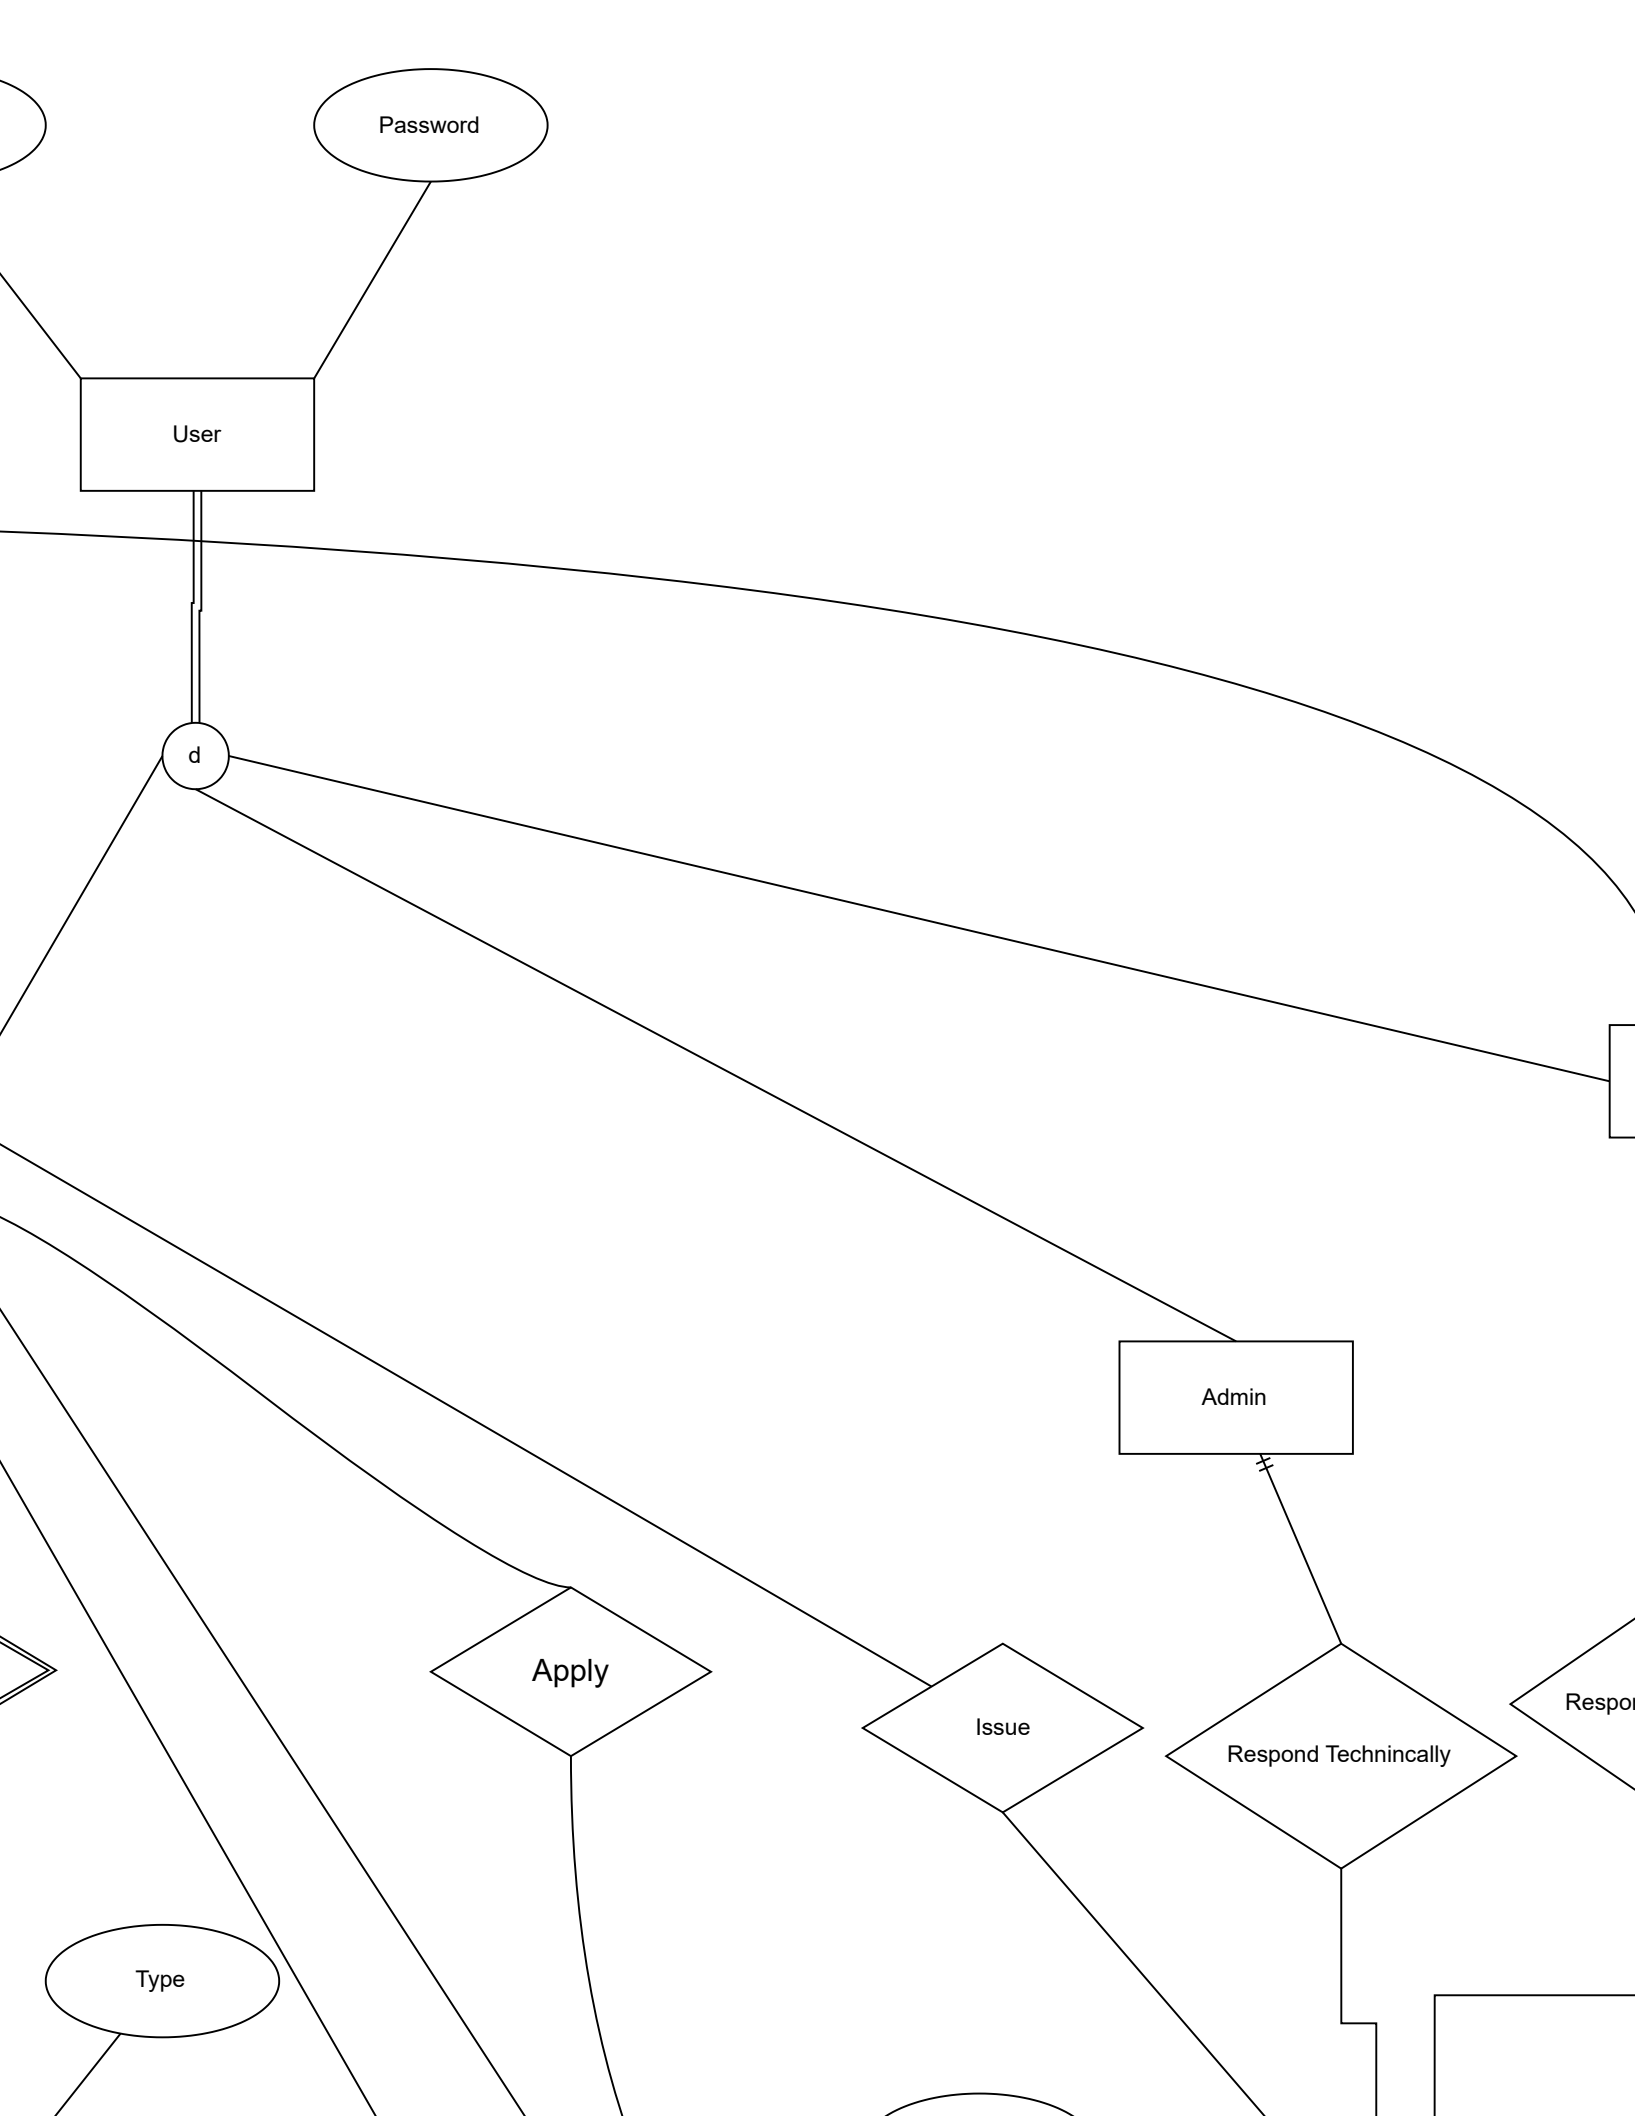 Password
User
d
Admin
Apply
Issue
Respond Technincally
Type